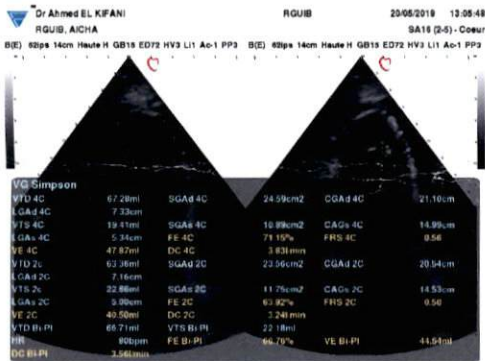 Dr Ahmed EL KIFANI RGUIB 20/05/2019 13:05:48
RGUIB, AICHA SA16 (2-5) - Coeur
B(E) 62ips 14cm Haute H GB15 ED72 HV3 Li1 Ac-1 PP3 B(E) 62ips 14cm Haute H GB15 ED72 HV3 Li1 Ac-1 PP3
VG Simpson
VTD 4C 67.28ml SGAd 4C 24.59cm2 CGAd 4C 21.10cm
LGAd 4C 7.33cm
VTS 4C 19.41ml SGAs 4C 10.89cm2 CAGs 4C 14.99cm
LGAs 4C 5.34cm FE 4C 71.15% FRS 4C 0.56
VE 4C 47.87ml DC 4C 3.83l/min
VTD 2c 63.36ml SGAd 2C 23.56cm2 CGAd 2C 20.54cm
LGAd 2C 7.16cm
VTS 2c 22.86ml SGAs 2C 11.75cm2 CAGs 2C 14.53cm
LGAs 2C 5.00cm FE 2C 63.92% FRS 2C 0.50
VE 2C 40.50ml DC 2C 3.24l/min
VTD Bi-Pl 66.71ml VTS Bi-Pl 22.18ml
HR 80bpm FE Bi-Pl 66.76% VE Bi-Pl 44.54ml
DC Bi-Pl 3.56l/min